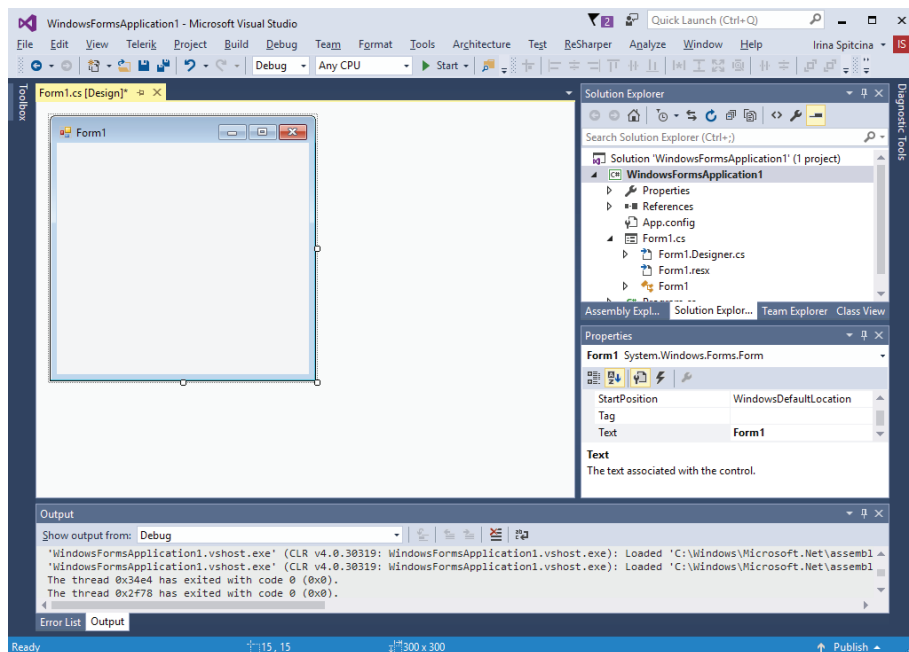 WindowsFormsApplication1 - Microsoft Visual Studio
2
Quick Launch (Ctrl+Q)
File Edit View Telerik Project Build Debug Team Format Tools Architecture Test ReSharper Analyze Window Help Irina Spitcina IS
Debug Any CPU Start
Toolbox
Form1.cs [Design]*
Form1
Solution Explorer
Search Solution Explorer (Ctrl+;)
Solution 'WindowsFormsApplication1' (1 project)
C# WindowsFormsApplication1
Properties
References
App.config
Form1.cs
Form1.Designer.cs
Form1.resx
Form1
Assembly Expl... Solution Explor... Team Explorer Class View
Diagnostic Tools
Properties
Form1 System.Windows.Forms.Form
StartPosition WindowsDefaultLocation
Tag
Text Form1
Text
The text associated with the control.
Output
Show output from: Debug
'WindowsFormsApplication1.vshost.exe' (CLR v4.0.30319: WindowsFormsApplication1.vshost.exe): Loaded 'C:\Windows\Microsoft.Net\assembl
'WindowsFormsApplication1.vshost.exe' (CLR v4.0.30319: WindowsFormsApplication1.vshost.exe): Loaded 'C:\Windows\Microsoft.Net\assembl
The thread 0x34e4 has exited with code 0 (0x0).
The thread 0x2f78 has exited with code 0 (0x0).
Error List Output
Ready 15, 15 300 x 300 Publish